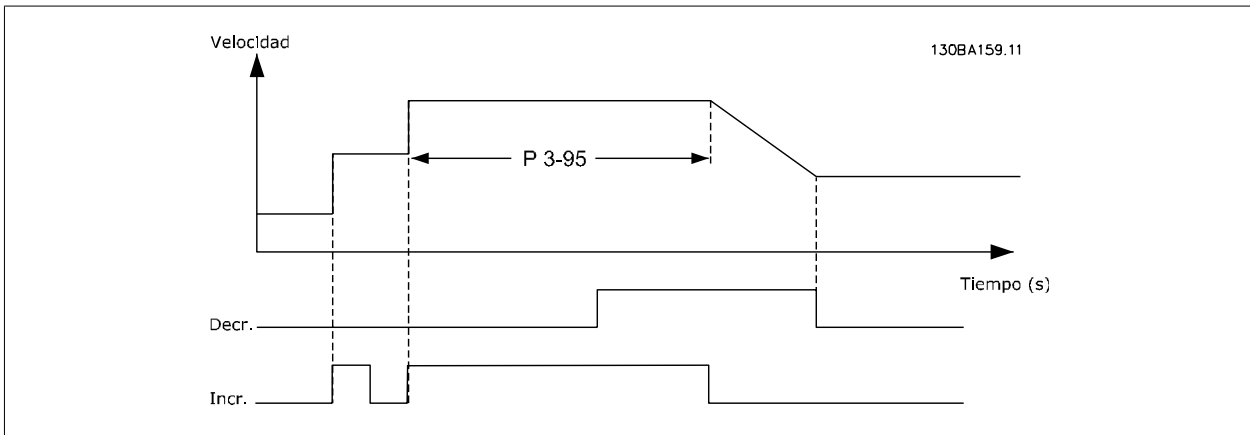 Velocidad
130BA159.11
P 3-95
Tiempo (s)
Decr.
Incr.